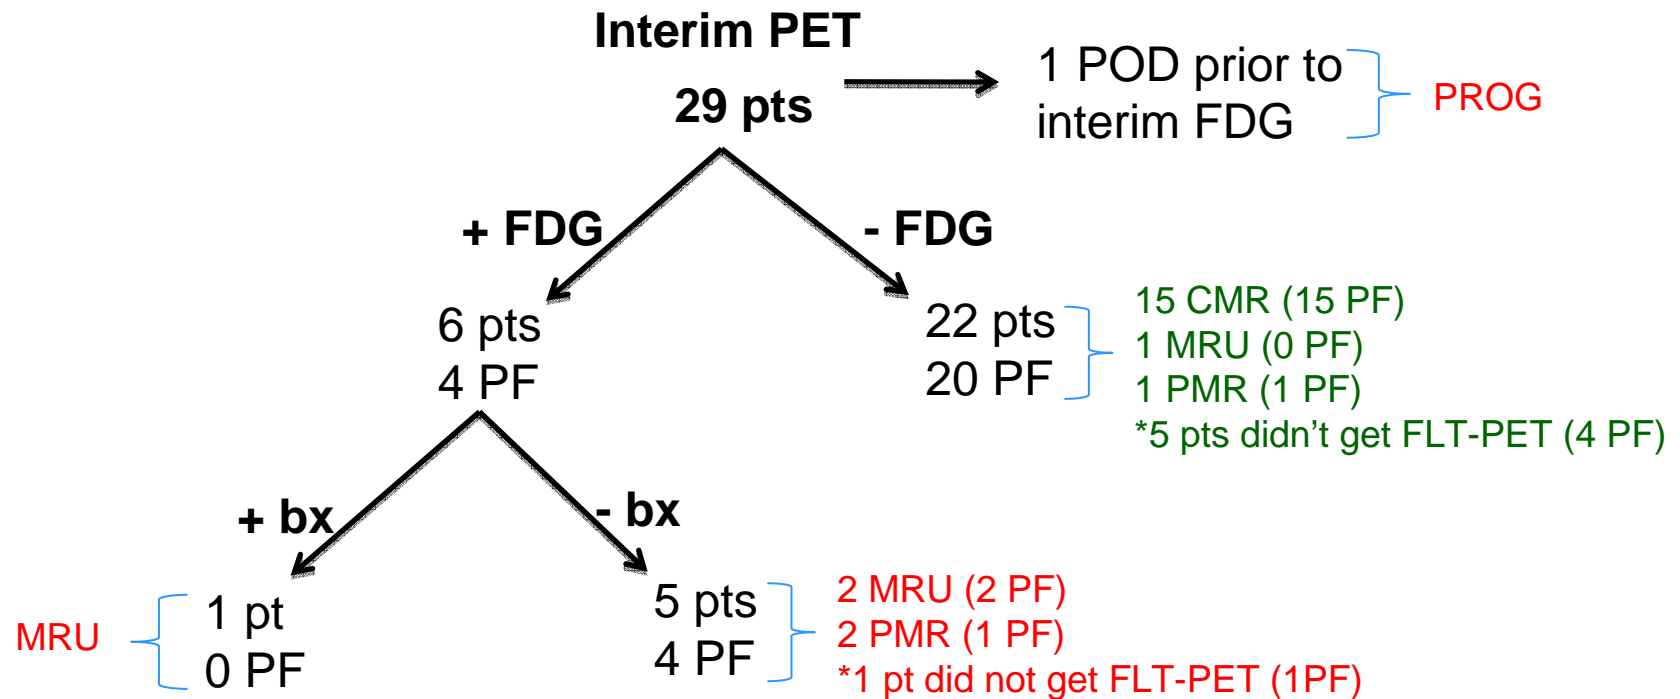 Interim PET
29 pts
1 POD prior to
interim FDG
PROG
+ FDG
- FDG
6 pts
4 PF
22 pts
20 PF
15 CMR (15 PF)
1 MRU (0 PF)
1 PMR (1 PF)
*5 pts didn't get FLT-PET (4 PF)
+ bx
- bx
MRU
1 pt
0 PF
5 pts
4 PF
2 MRU (2 PF)
2 PMR (1 PF)
*1 pt did not get FLT-PET (1PF)